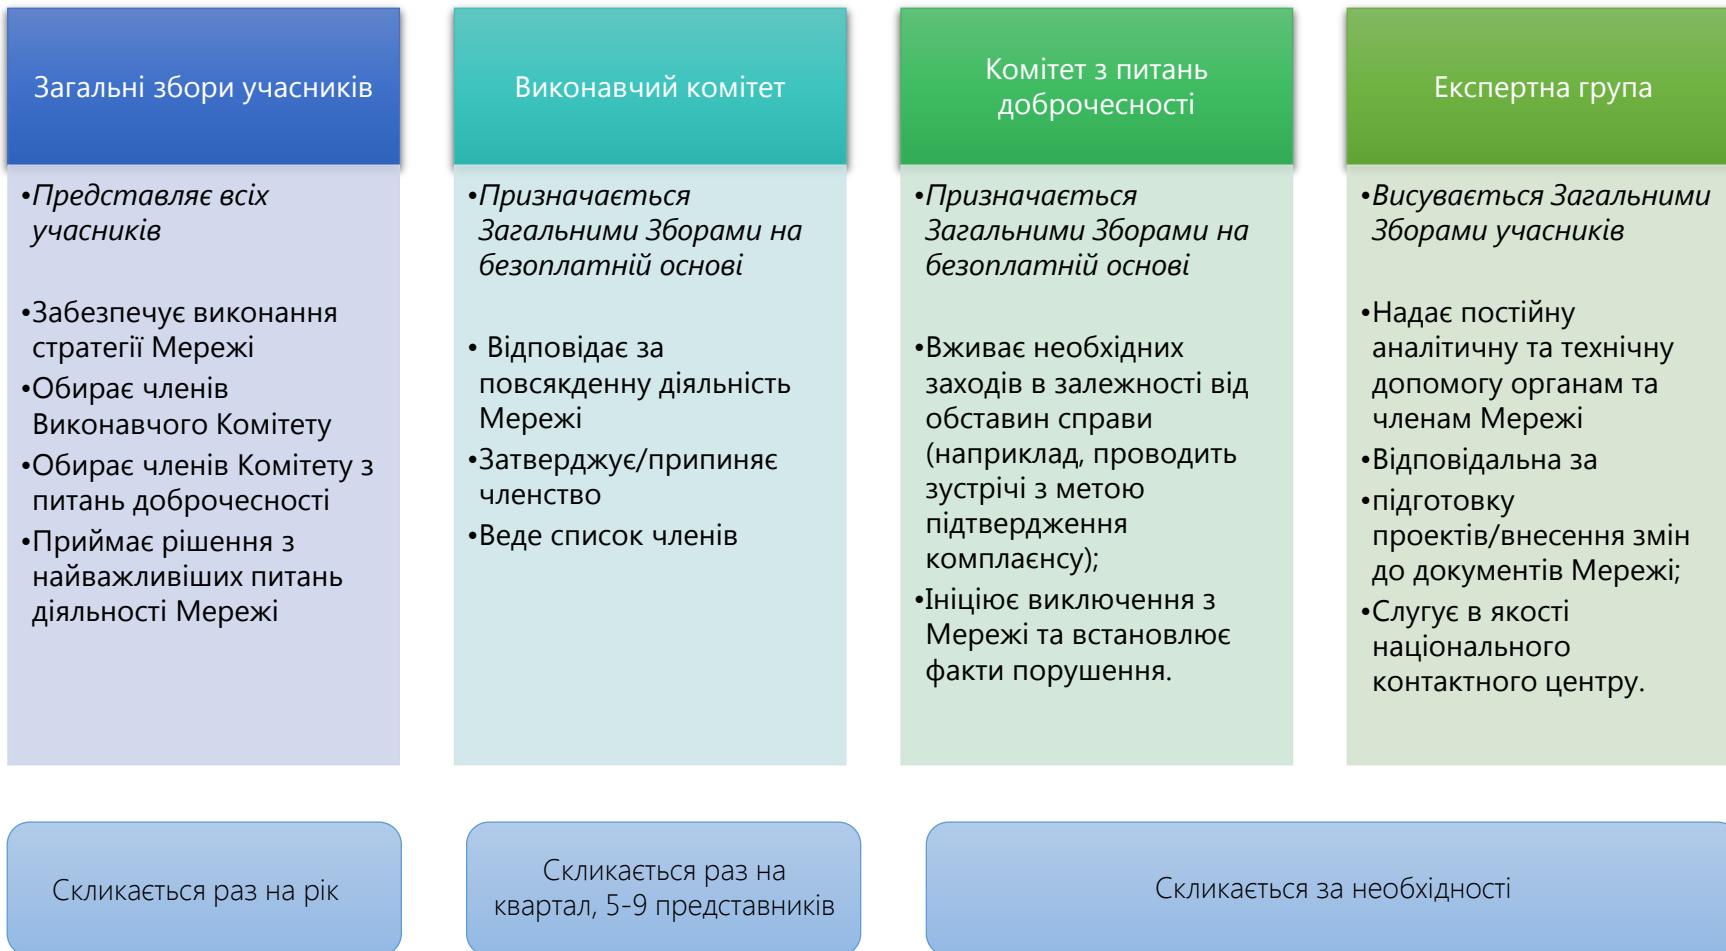 Загальні збори учасників
•Представляє всіх
учасників
•Забезпечує виконання
стратегії Мережі
•Обирає членів
Виконавчого Комітету
•Обирає членів Комітету з
питань доброчесності
•Приймає рішення з
найважливіших питань
діяльності Мережі
Скликається раз на рік
Виконавчий комітет
•Призначається
Загальними Зборами на
безоплатній основі
• Відповідає за
повсякденну діяльність
Мережі
•Затверджує/припиняє
членство
•Веде список членів
Скликається раз на
квартал, 5-9 представників
Комітет з питань
доброчесності
•Призначається
Загальними Зборами на
безоплатній основі
•Вживає необхідних
заходів в залежності від
обставин справи
(наприклад, проводить
зустрічі з метою
підтвердження
комплаєнсу);
•Ініціює виключення з
Мережі та встановлює
факти порушення.
Експертна група
•Висувається Загальними
Зборами учасників
•Надає постійну
аналітичну та технічну
допомогу органам та
членам Мережі
•Відповідальна за
•підготовку
проектів/внесення змін
до документів Мережі;
•Слугує в якості
національного
контактного центру.
Скликається за необхідності